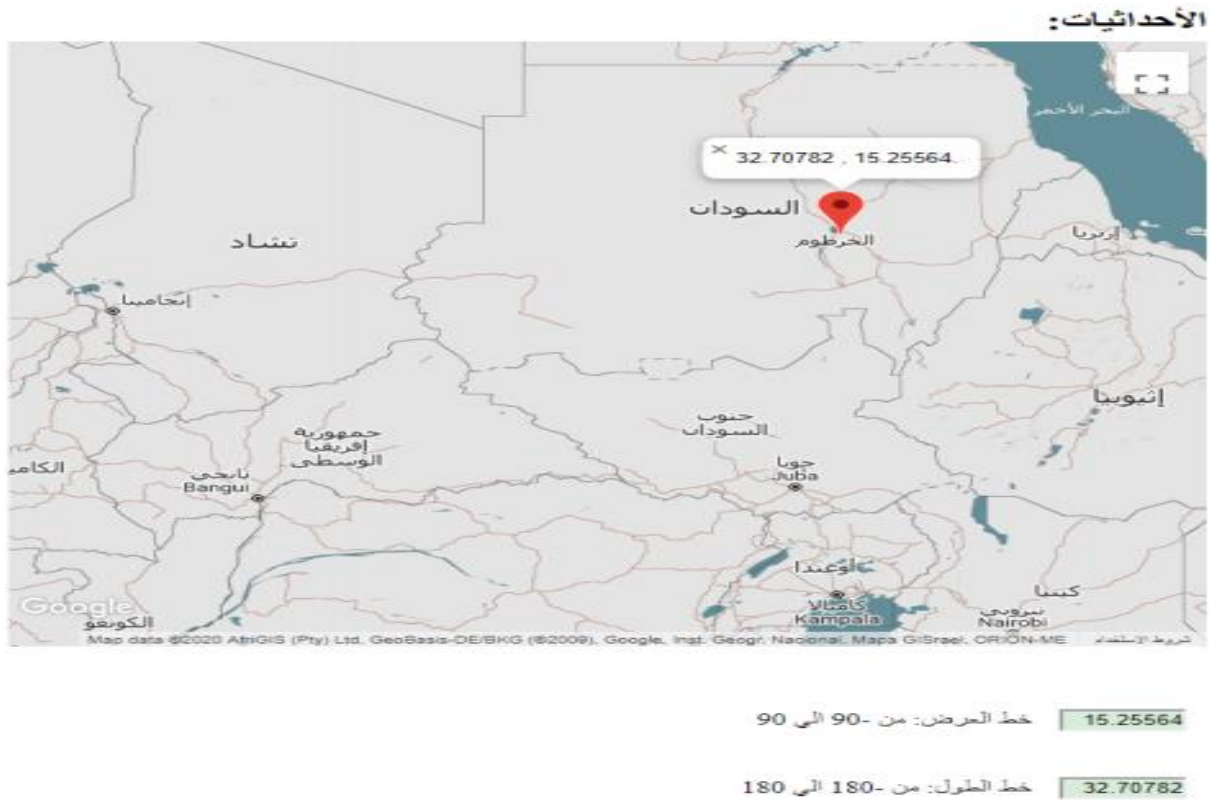 الأحداثيات:
البحر الأحمر
32.70782 , 15.25564
السودان
الخرطوم
إريتريا
تشاد
إنجامينا
إثيوبيا
جنوب
السودان
جمهورية
إفريقيا
الوسطى
جوبا
Juba
الكامي
بانجي
Bangui
أوغندا
كينيا
كامبالا
Kampala
نيروبي
Nairobi
Google
الكونغو
Map data ©2020 AfriGIS (Pty) Ltd, GeoBasis-DE/BKG (©2009), Google, Inst. Geogr. Nacional, Mapa GISrael, ORION-ME شروط الاستخدام
خط العرض: من -90 الى 90 15.25564
خط الطول: من -180 الى 180 32.70782